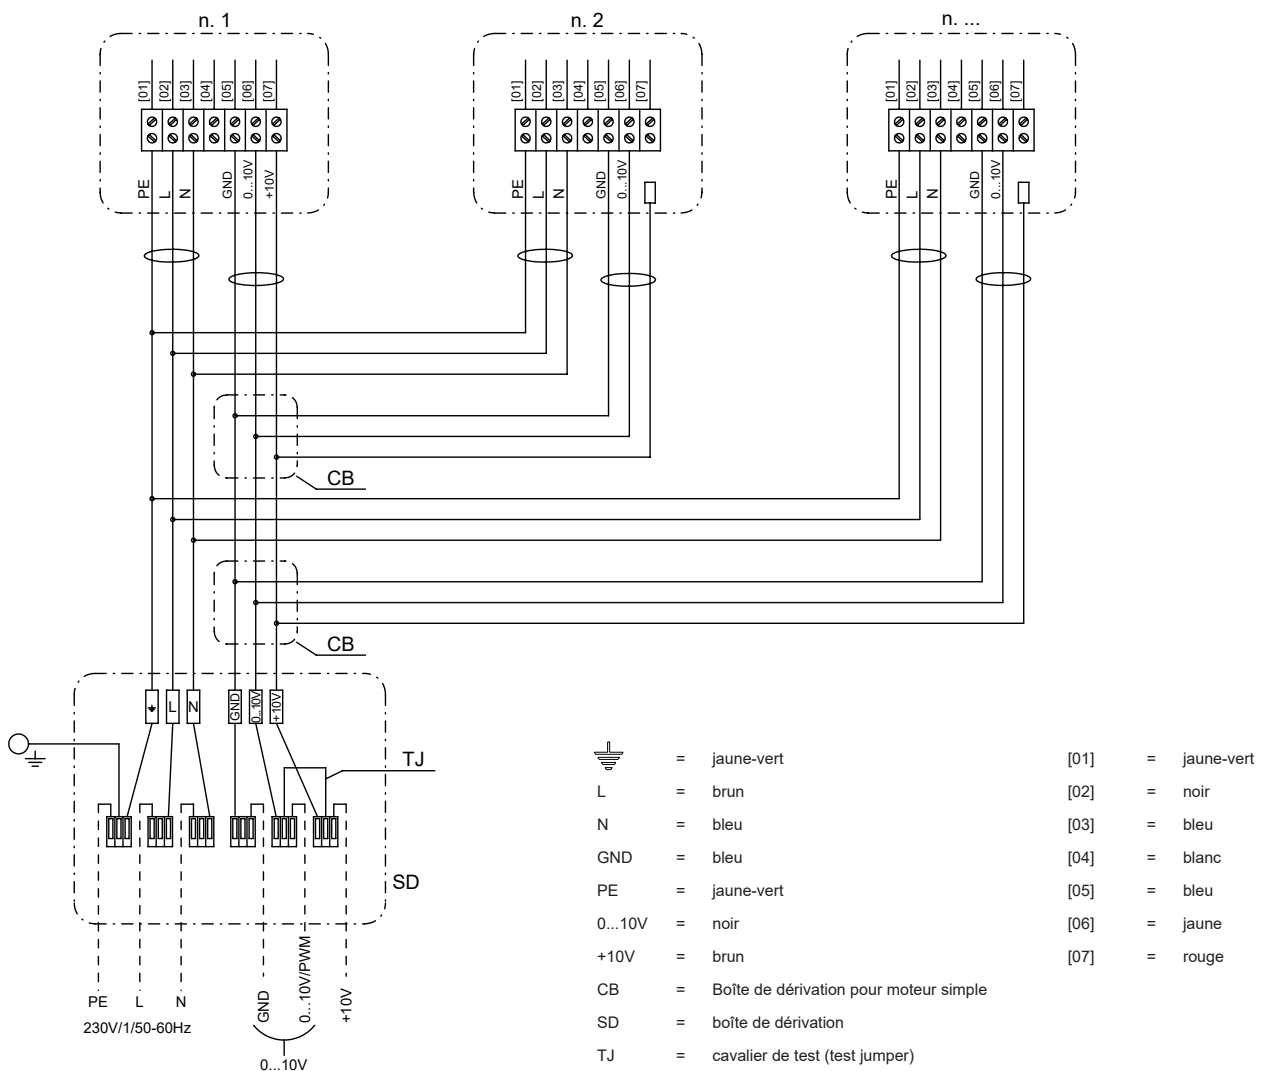 n. 1
n. 2
n. ...
[01] [02] [03] [04] [05] [06] [07]
[01] [02] [03] [04] [05] [06] [07]
[01] [02] [03] [04] [05] [06] [07]
PE L N GND 0...10V +10V
PE L N GND 0...10V
PE L N GND 0...10V
CB
CB
L N GND 0...10V +10V
TJ
SD
PE L N GND 0...10V/PWM +10V
230V/1/50-60Hz
0...10V
= jaune-vert
L = brun
N = bleu
GND = bleu
PE = jaune-vert
0...10V = noir
+10V = brun
CB = Boîte de dérivation pour moteur simple
SD = boîte de dérivation
TJ = cavalier de test (test jumper)
[01] = jaune-vert
[02] = noir
[03] = bleu
[04] = blanc
[05] = bleu
[06] = jaune
[07] = rouge